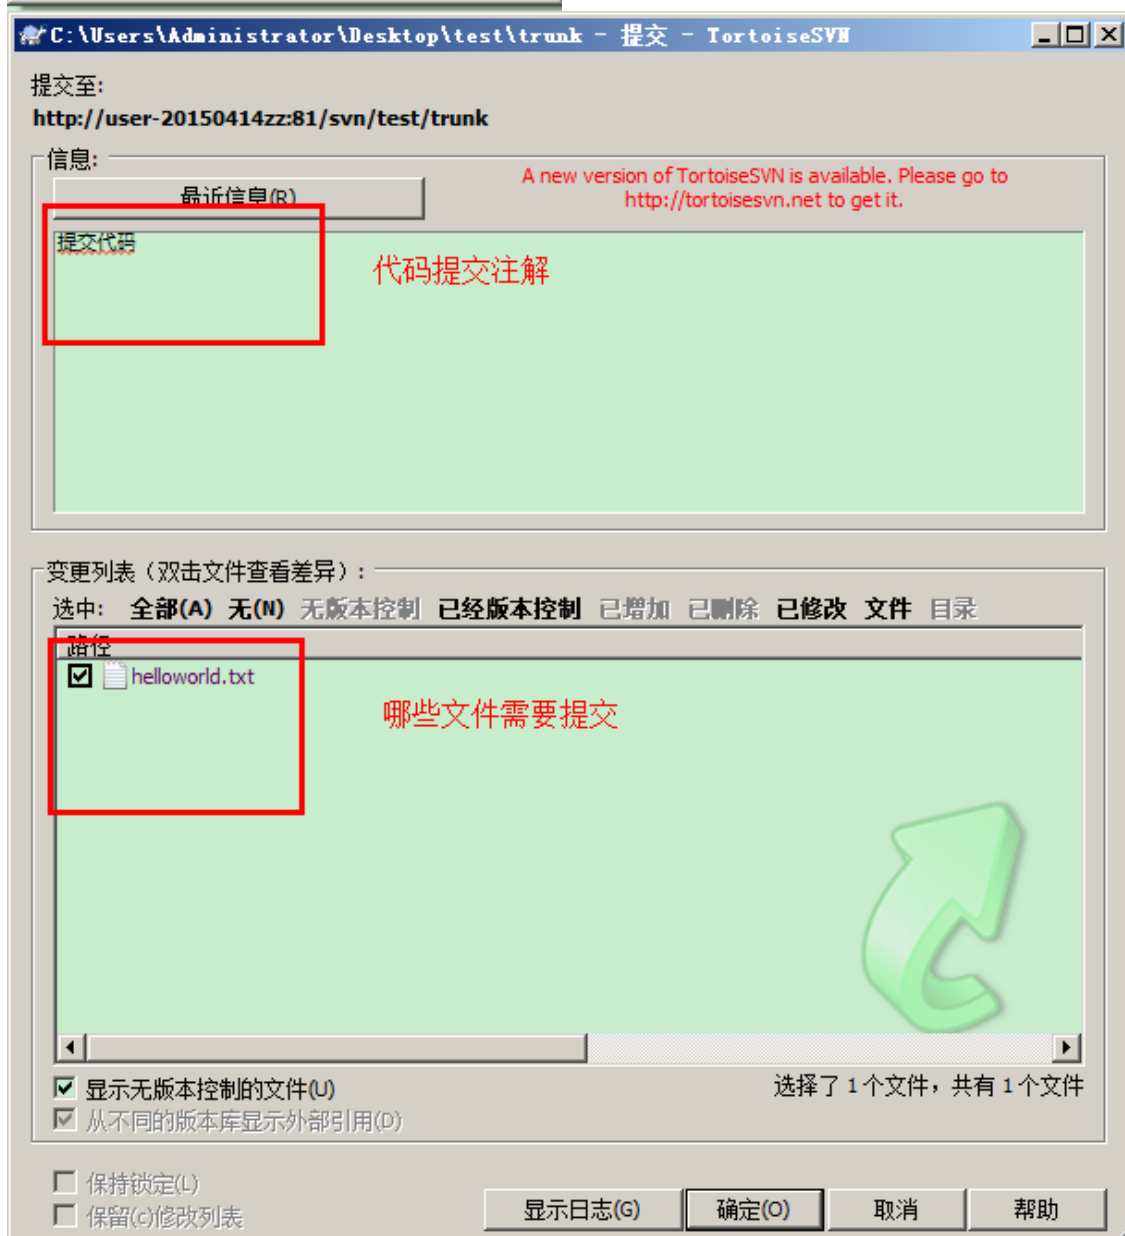 C:\Users\Administrator\Desktop\test\trunk - 提交 - TortoiseSVN
提交至:
http://user-20150414zz:81/svn/test/trunk
信息:
最近信息(R)
A new version of TortoiseSVN is available. Please go to
http://tortoisesvn.net to get it.
提交代码
代码提交注解
变更列表（双击文件查看差异）:
选中: 全部(A) 无(N) 无版本控制 已经版本控制 已增加 已删除 已修改 文件 目录
路径
helloworld.txt
哪些文件需要提交
显示无版本控制的文件(U)
选择了 1 个文件，共有 1 个文件
从不同的版本库显示外部引用(D)
保持锁定(L)
保留(c)修改列表
显示日志(G) 确定(O) 取消 帮助